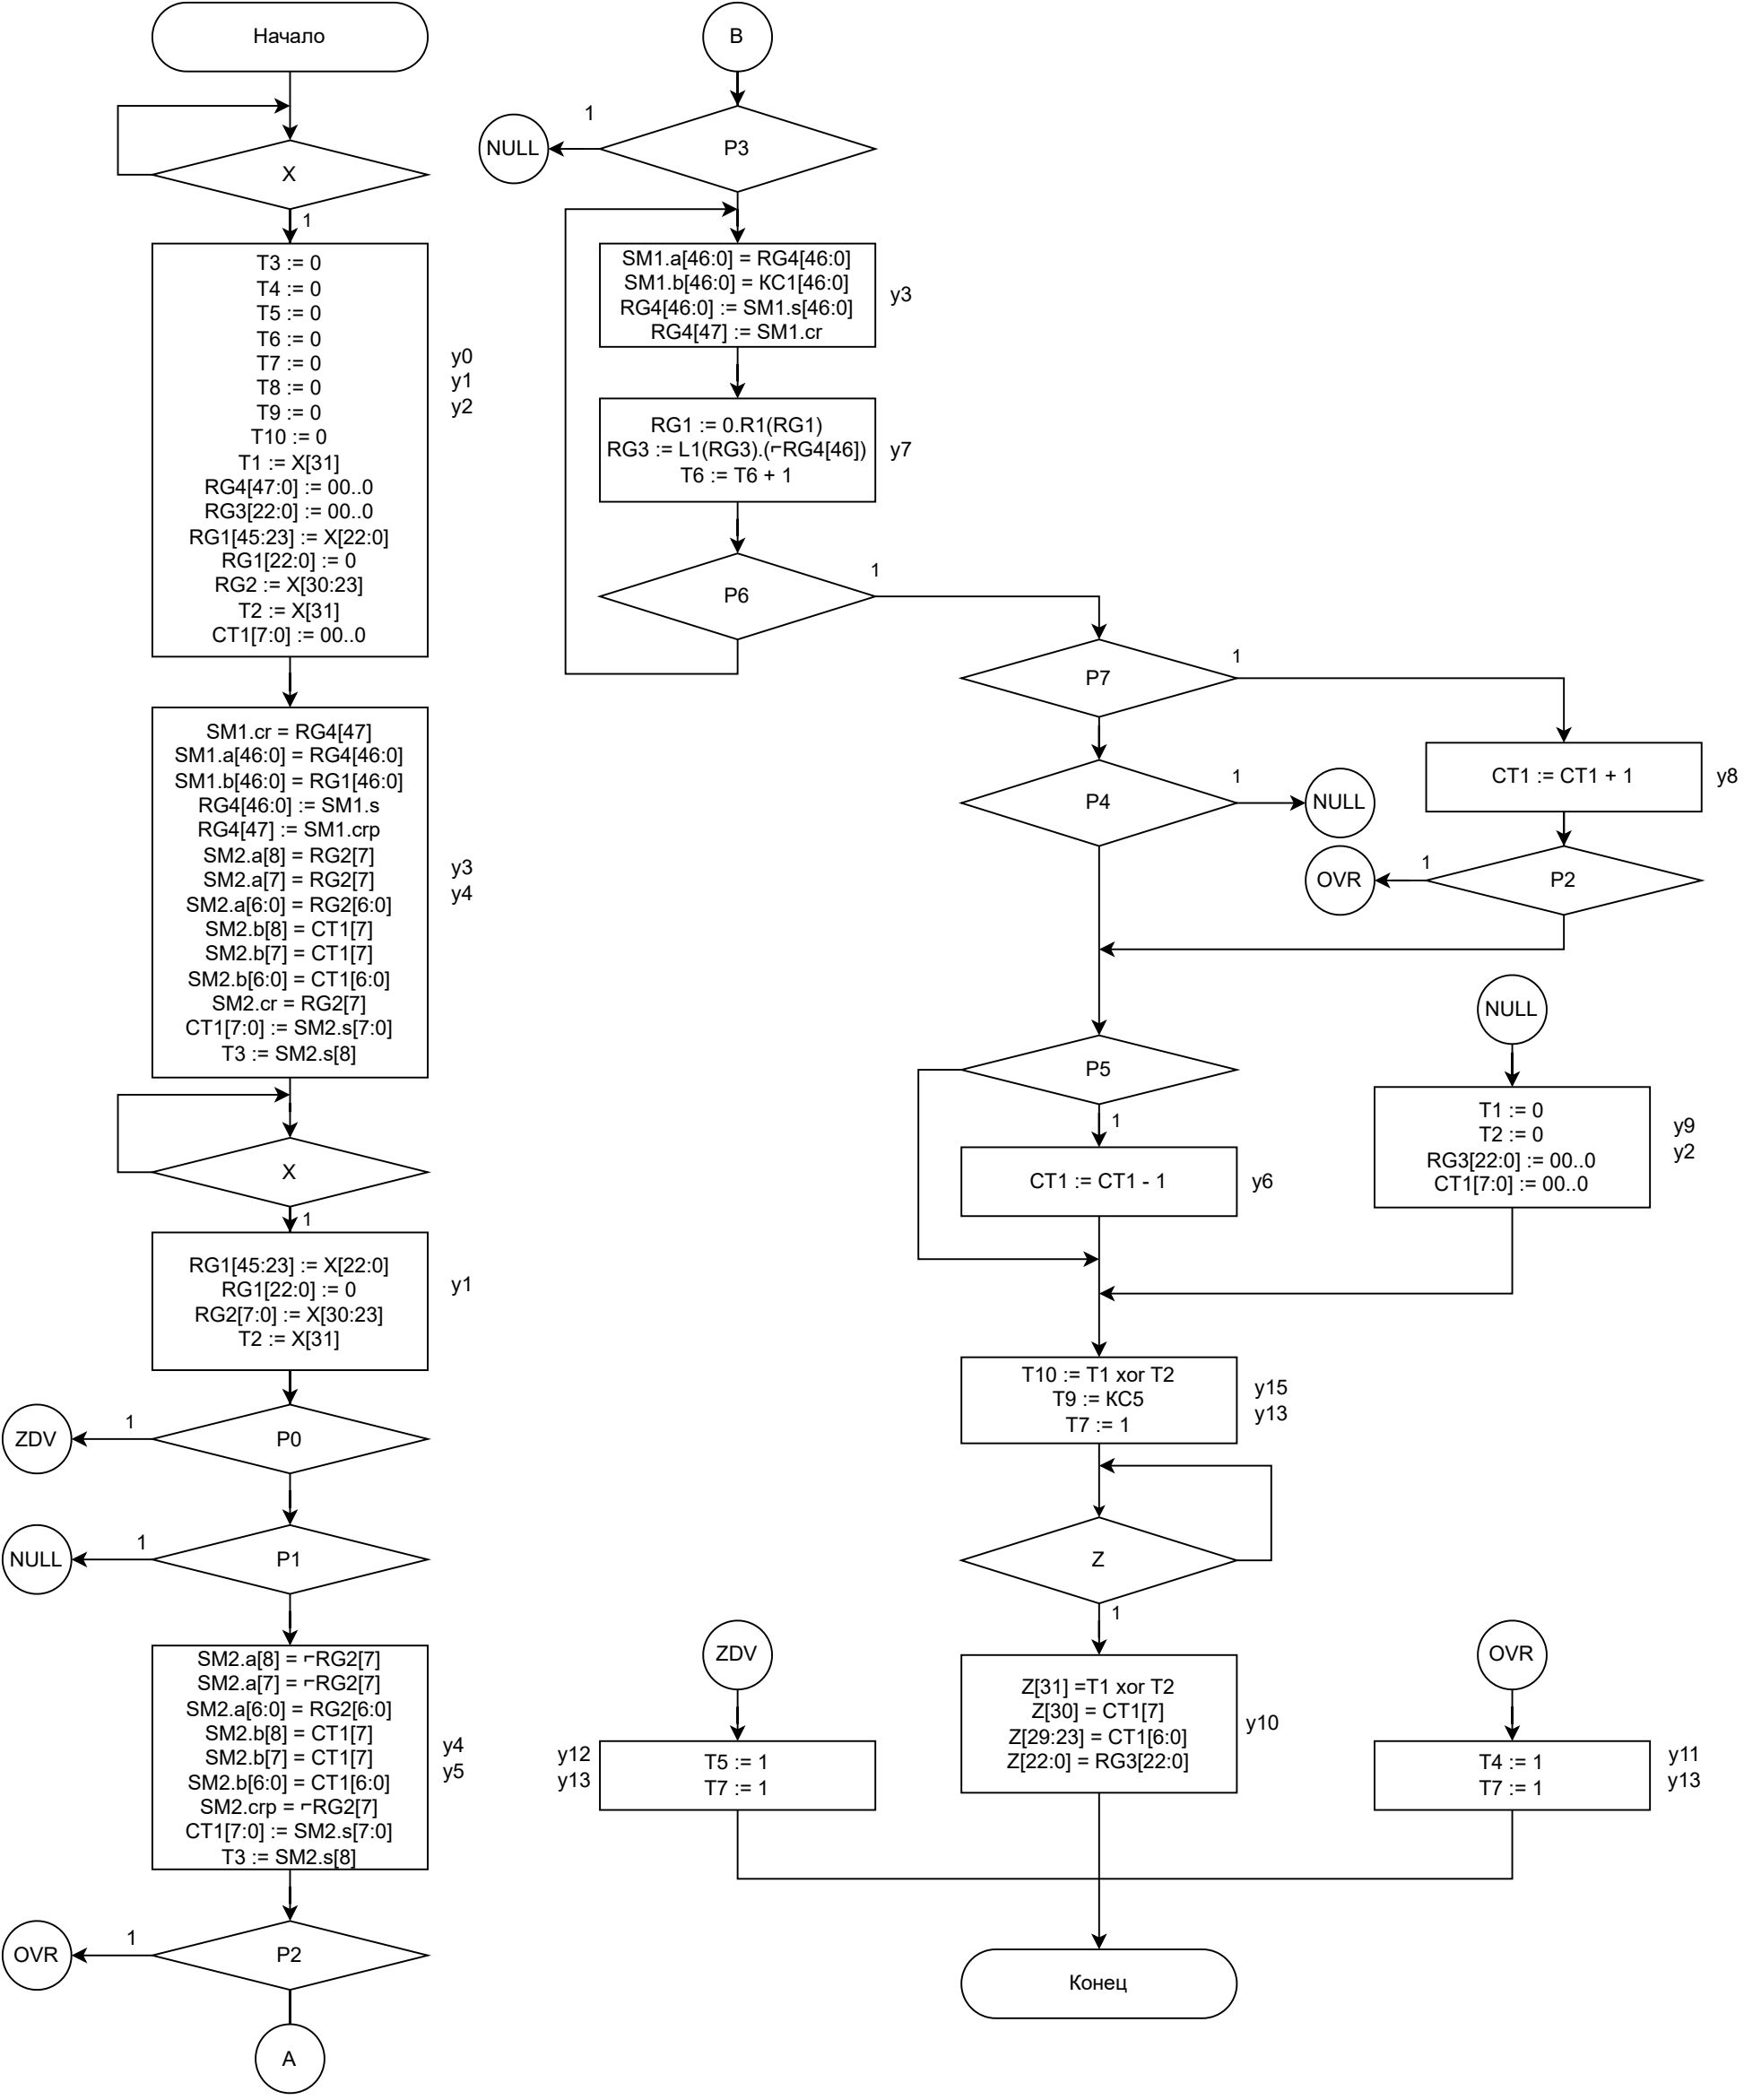 Начало
X
1
T3 := 0
T4 := 0
T5 := 0
T6 := 0
T7 := 0
T8 := 0
T9 := 0
T10 := 0
T1 := X[31]
RG4[47:0] := 00..0
RG3[22:0] := 00..0
RG1[45:23] := X[22:0]
RG1[22:0] := 0
RG2 := X[30:23]
T2 := X[31]
CT1[7:0] := 00..0
y0
y1
y2
SM1.cr = RG4[47]
SM1.a[46:0] = RG4[46:0]
SM1.b[46:0] = RG1[46:0]
RG4[46:0] := SM1.s
RG4[47] := SM1.crp
SM2.a[8] = RG2[7]
SM2.a[7] = RG2[7]
SM2.a[6:0] = RG2[6:0]
SM2.b[8] = CT1[7]
SM2.b[7] = CT1[7]
SM2.b[6:0] = CT1[6:0]
SM2.cr = RG2[7]
CT1[7:0] := SM2.s[7:0]
T3 := SM2.s[8]
y3
y4
X
1
RG1[45:23] := X[22:0]
RG1[22:0] := 0
RG2[7:0] := X[30:23]
T2 := X[31]
y1
ZDV
1
P0
NULL
1
P1
SM2.a[8] = ⌐RG2[7]
SM2.a[7] = ⌐RG2[7]
SM2.a[6:0] = RG2[6:0]
SM2.b[8] = CT1[7]
SM2.b[7] = CT1[7]
SM2.b[6:0] = CT1[6:0]
SM2.crp = ⌐RG2[7]
CT1[7:0] := SM2.s[7:0]
T3 := SM2.s[8]
y4
y5
OVR
1
P2
A
B
NULL
1
P3
SM1.a[46:0] = RG4[46:0]
SM1.b[46:0] = КС1[46:0]
RG4[46:0] := SM1.s[46:0]
RG4[47] := SM1.cr
y3
RG1 := 0.R1(RG1)
RG3 := L1(RG3).(⌐RG4[46])
T6 := T6 + 1
y7
P6
1
P7
1
P4
1
NULL
CT1 := CT1 + 1
y8
OVR
1
P2
P5
1
CT1 := CT1 - 1
y6
NULL
T1 := 0
T2 := 0
RG3[22:0] := 00..0
CT1[7:0] := 00..0
y9
y2
T10 := T1 xor T2
T9 := КС5
T7 := 1
y15
y13
Z
1
Z[31] =T1 xor T2
Z[30] = CT1[7]
Z[29:23] = CT1[6:0]
Z[22:0] = RG3[22:0]
y10
ZDV
y12
y13
T5 := 1
T7 := 1
OVR
T4 := 1
T7 := 1
y11
y13
Конец